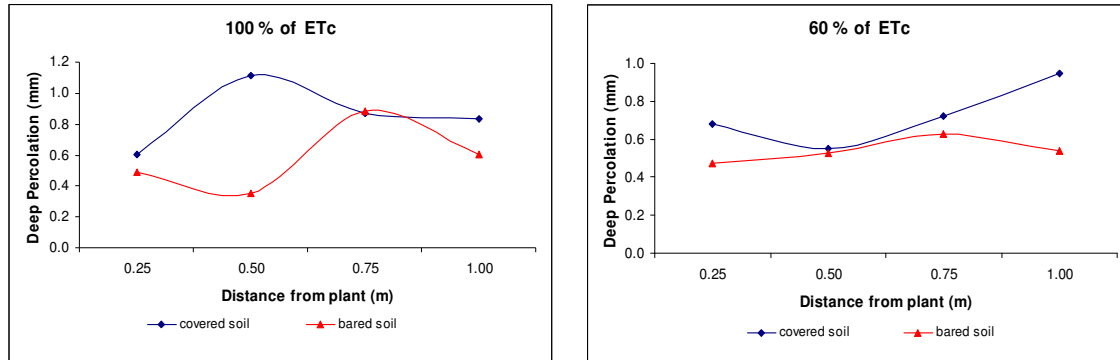 100 % of ETc
Deep Percolation (mm)
1.2
1.0
0.8
0.6
0.4
0.2
0.0
0.25 0.50 0.75 1.00
Distance from plant (m)
covered soil bared soil
60 % of ETc
Deep Percolation (mm)
1.0
0.8
0.6
0.4
0.2
0.0
0.25 0.50 0.75 1.00
Distance from plant (m)
covered soil bared soil